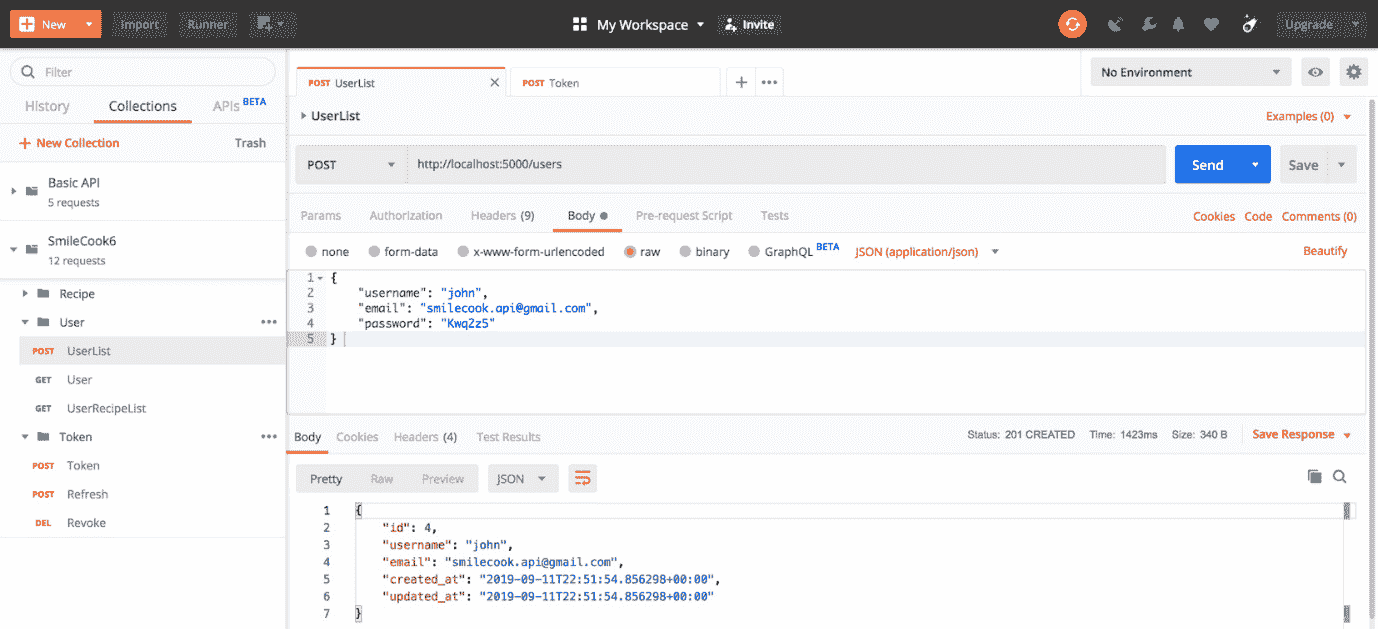 New Import Runner My Workspace Invite Upgrade
Filter
History Collections APIs BETA
New Collection Trash
Basic API
5 requests
SmileCook6
12 requests
Recipe
User
POST UserList
GET User
GET UserRecipeList
Token
POST Token
POST Refresh
DEL Revoke
POST UserList POST Token No Environment
UserList Examples (0)
POST http://localhost:5000/users Send Save
Params Authorization Headers (9) Body Pre-request Script Tests Cookies Code Comments (0)
none form-data x-www-form-urlencoded raw binary GraphQL BETA JSON (application/json) Beautify
1 {
2 "username": "john",
3 "email": "smilecook.api@gmail.com",
4 "password": "Kwq2z5"
5 }
Body Cookies Headers (4) Test Results Status: 201 CREATED Time: 1423ms Size: 340 B Save Response
Pretty Raw Preview JSON
1 {
2 "id": 4,
3 "username": "john",
4 "email": "smilecook.api@gmail.com",
5 "created_at": "2019-09-11T22:51:54.856298+00:00",
6 "updated_at": "2019-09-11T22:51:54.856298+00:00"
7 }